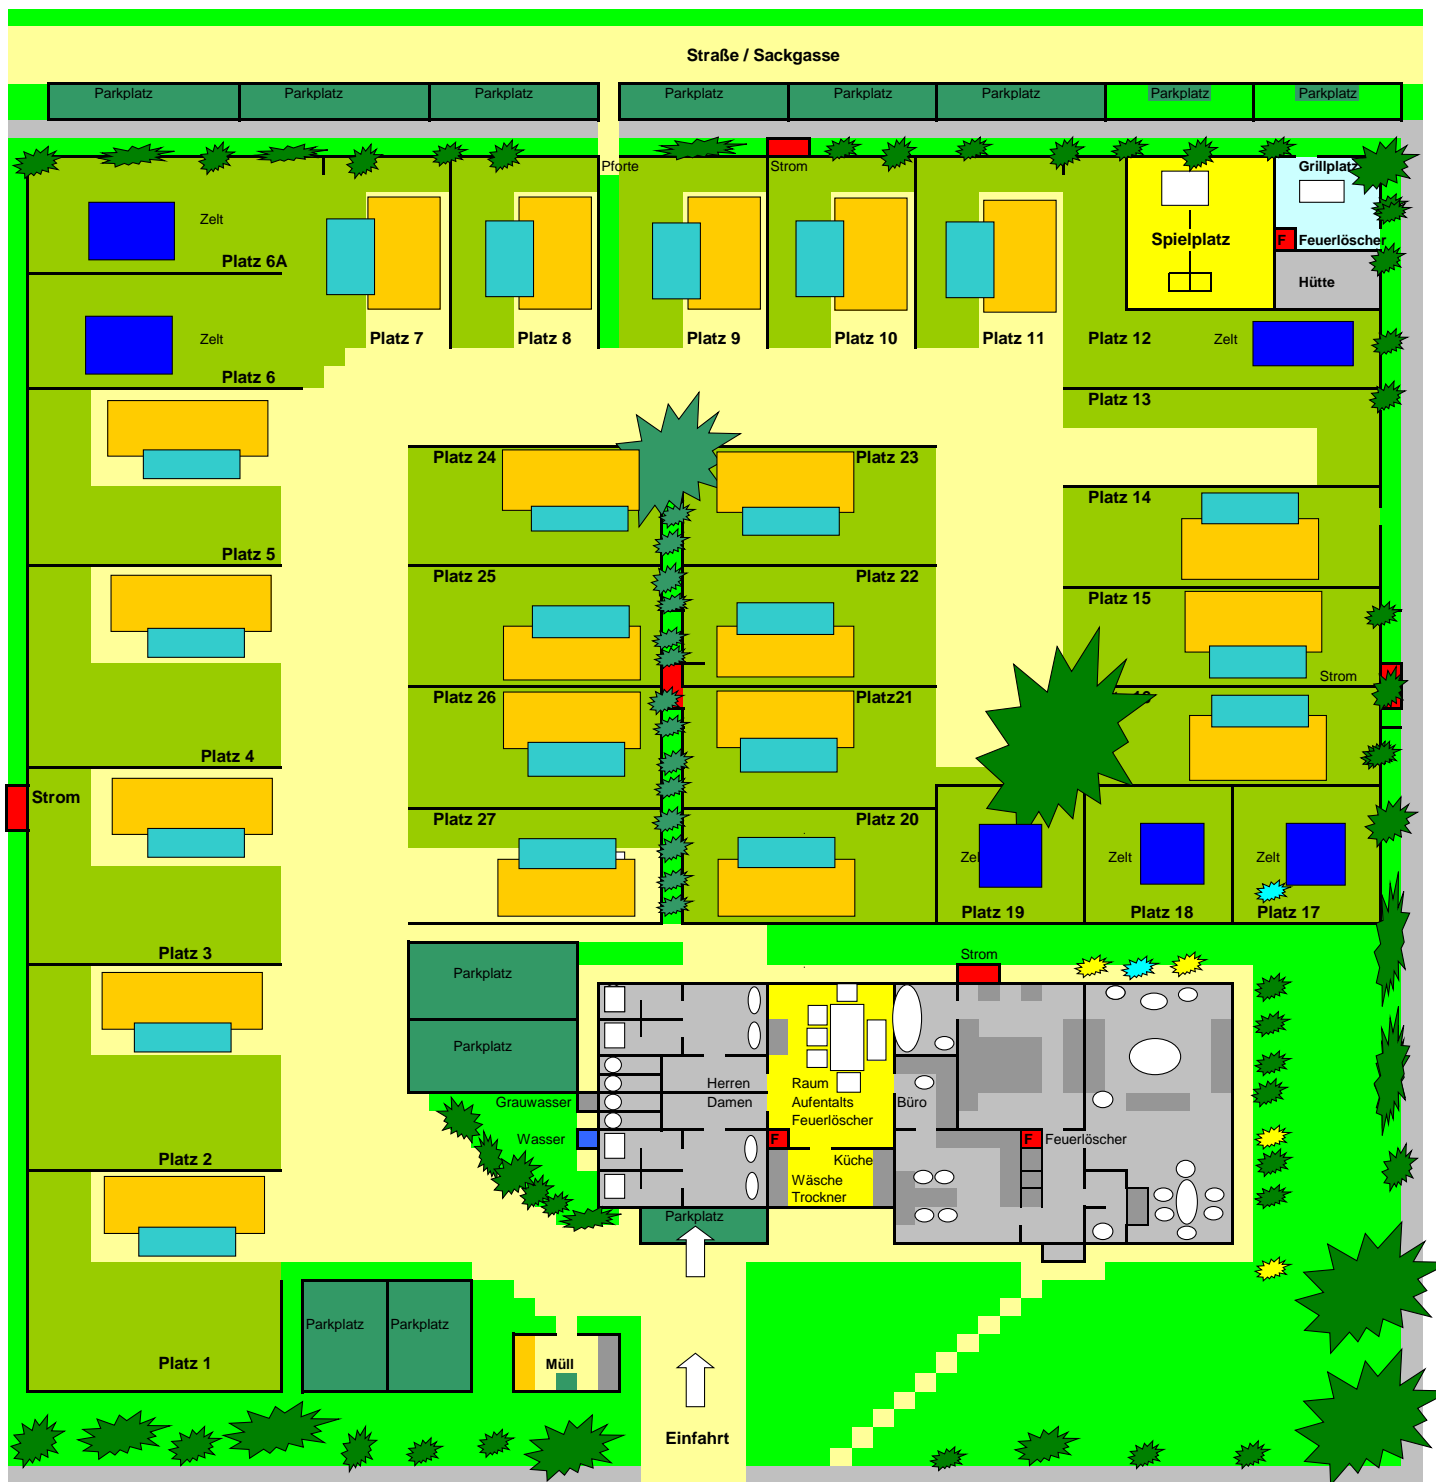 Straße / Sackgasse
Parkplatz
Parkplatz
Parkplatz
Parkplatz
Parkplatz
Parkplatz
Parkplatz
Parkplatz
Pforte
Strom
Grillplatz
Zelt
Platz 6A
Spielplatz
F
Feuerlöscher
Hütte
Zelt
Platz 6
Platz 7
Platz 8
Platz 9
Platz 10
Platz 11
Platz 12
Zelt
Platz 13
Platz 24
Platz 23
Platz 14
Platz 5
Platz 25
Platz 22
Platz 15
Strom
Platz 26
Platz21
Platz 4
Strom
Platz 27
Platz 20
Zelt
Zelt
Platz 19
Platz 18
Platz 17
Platz 3
Strom
Parkplatz
Parkplatz
Herren
Damen
Raum
Aufentalts
Feuerlöscher
Büro
Grauwasser
Wasser
F
F
Feuerlöscher
Küche
Wäsche
Trockner
Platz 2
Parkplatz
Parkplatz
Parkplatz
Müll
Platz 1
Einfahrt